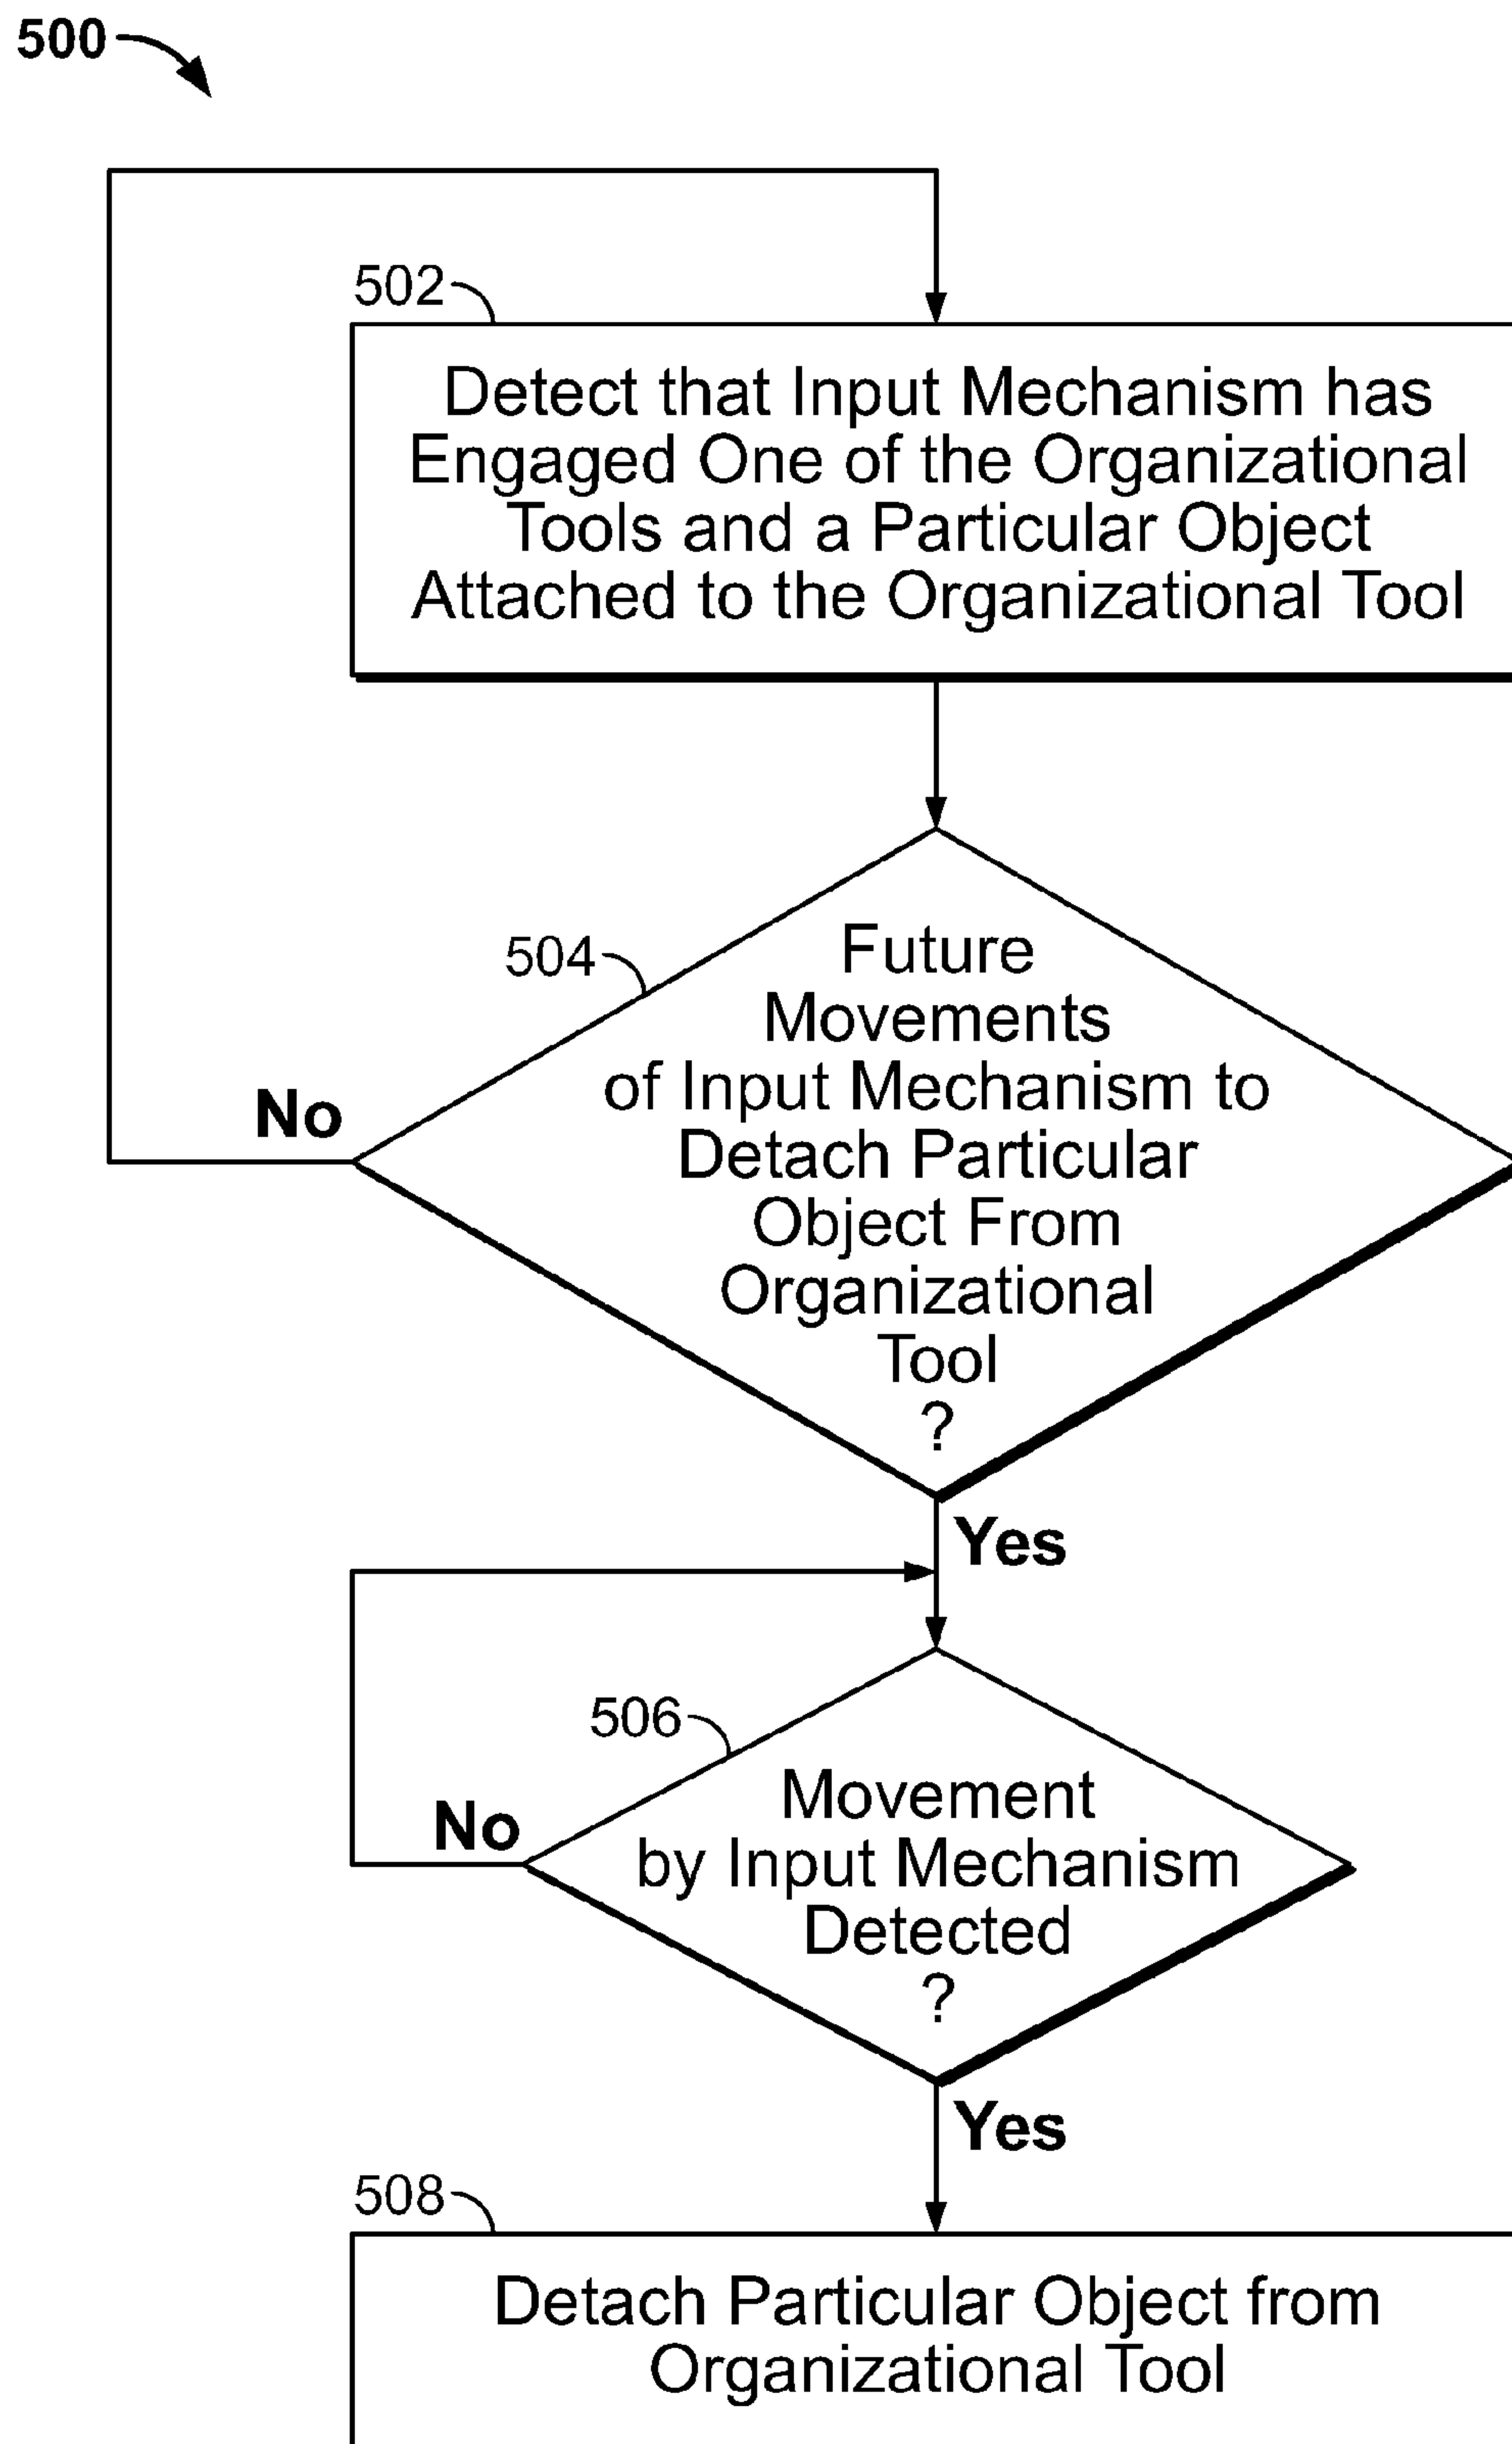 500
502
Detect that Input Mechanism has
Engaged One of the Organizational
Tools and a Particular Object
Attached to the Organizational Tool
504
Future
Movements
of Input Mechanism to
Detach Particular
Object From
Organizational
Tool
?
No
Yes
506
Movement
by Input Mechanism
Detected
?
No
Yes
508
Detach Particular Object from
Organizational Tool